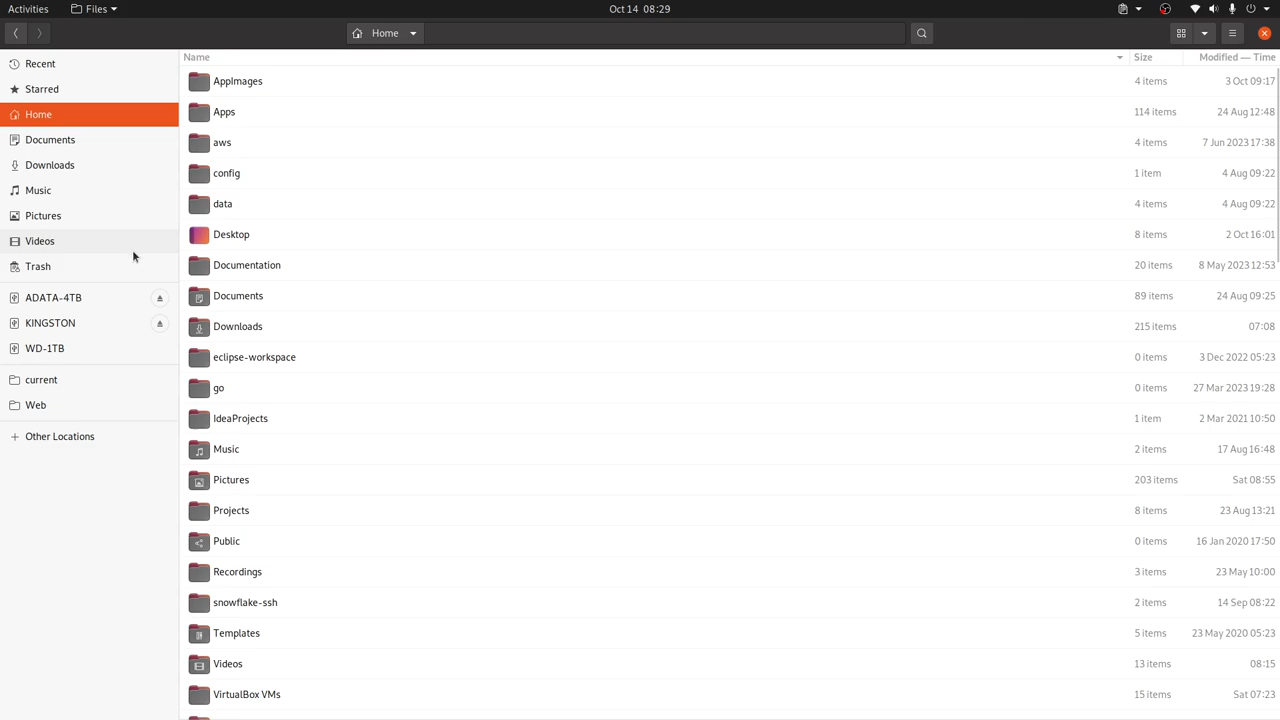 Activities Files Oct 14 08:29
Home
Name Size Modified — Time
Recent
Starred
Home
Documents
Downloads
Music
Pictures
Videos
Trash
ADATA-4TB
KINGSTON
WD-1TB
current
Web
Other Locations
AppImages 4 items 3 Oct 09:17
Apps 114 items 24 Aug 12:48
aws 4 items 7 Jun 2023 17:38
config 1 item 4 Aug 09:22
data 4 items 4 Aug 09:22
Desktop 8 items 2 Oct 16:01
Documentation 20 items 8 May 2023 12:53
Documents 89 items 24 Aug 09:25
Downloads 215 items 07:08
eclipse-workspace 0 items 3 Dec 2022 05:23
go 0 items 27 Mar 2023 19:28
IdeaProjects 1 item 2 Mar 2021 10:50
Music 2 items 17 Aug 16:48
Pictures 203 items Sat 08:55
Projects 8 items 23 Aug 13:21
Public 0 items 16 Jan 2020 17:50
Recordings 3 items 23 May 10:00
snowflake-ssh 2 items 14 Sep 08:22
Templates 5 items 23 May 2020 05:23
Videos 13 items 08:15
VirtualBox VMs 15 items Sat 07:23